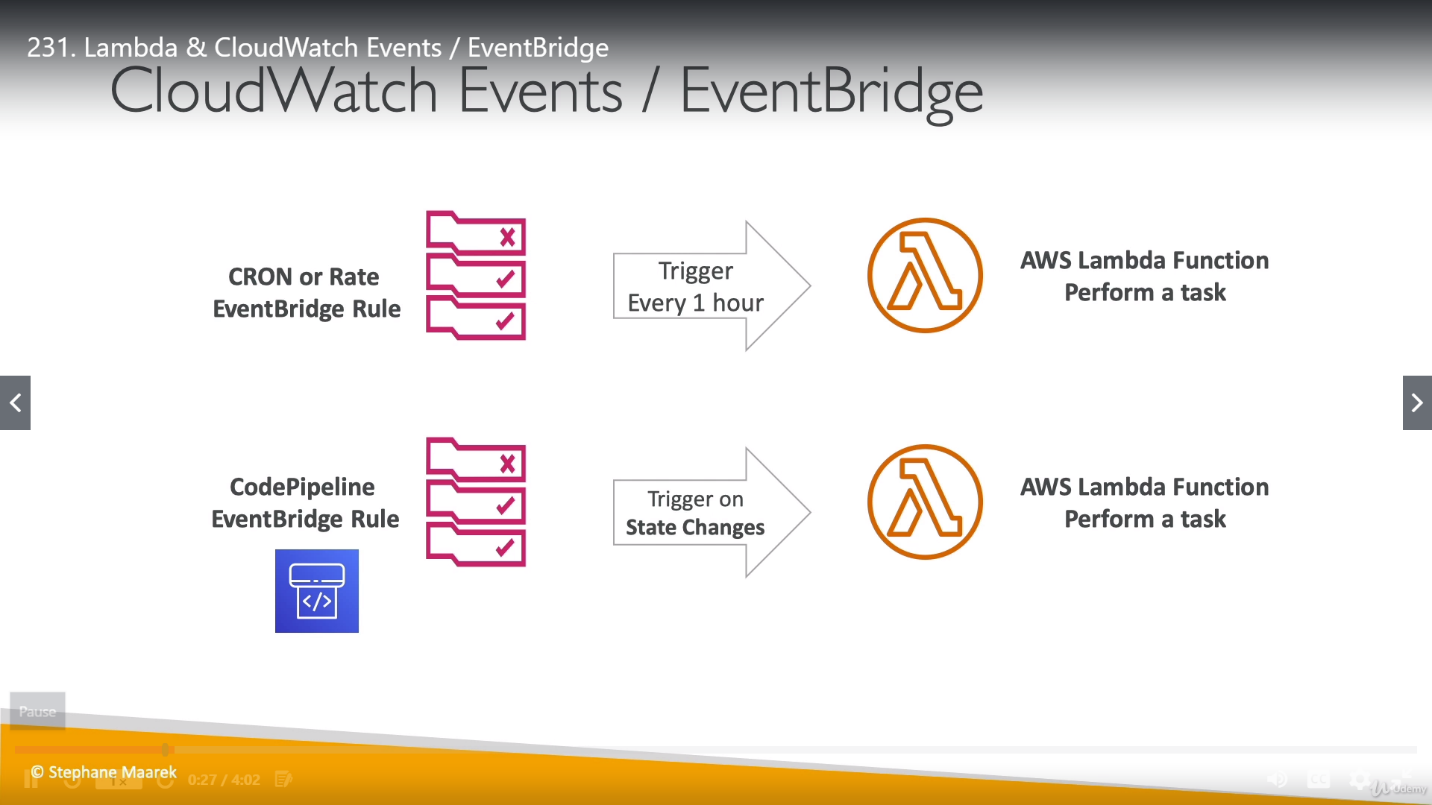 231. Lambda & CloudWatch Events / EventBridge
CloudWatch Events / EventBridge
CRON or Rate
EventBridge Rule
Trigger
Every 1 hour
AWS Lambda Function
Perform a task
CodePipeline
EventBridge Rule
</>
Trigger on
State Changes
AWS Lambda Function
Perform a task
Pause
© Stephane Maarek
1x
0:27 / 4:02
CC
Udemy